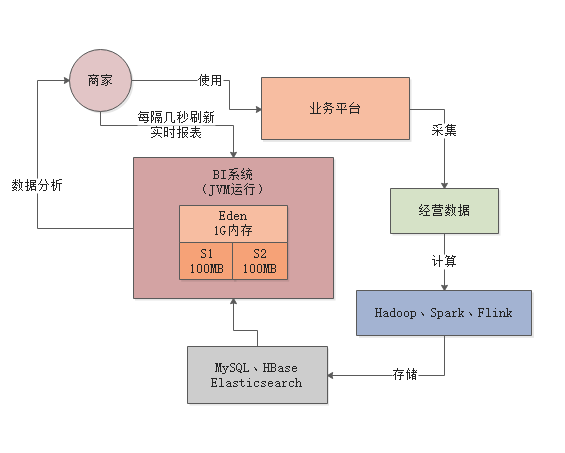 商家
使用
业务平台
每隔几秒刷新
实时报表
采集
BI系统
（JVM运行）
数据分析
Eden
1G内存
经营数据
S1
100MB
S2
100MB
计算
Hadoop、Spark、Flink
MySQL、HBase
Elasticsearch
存储